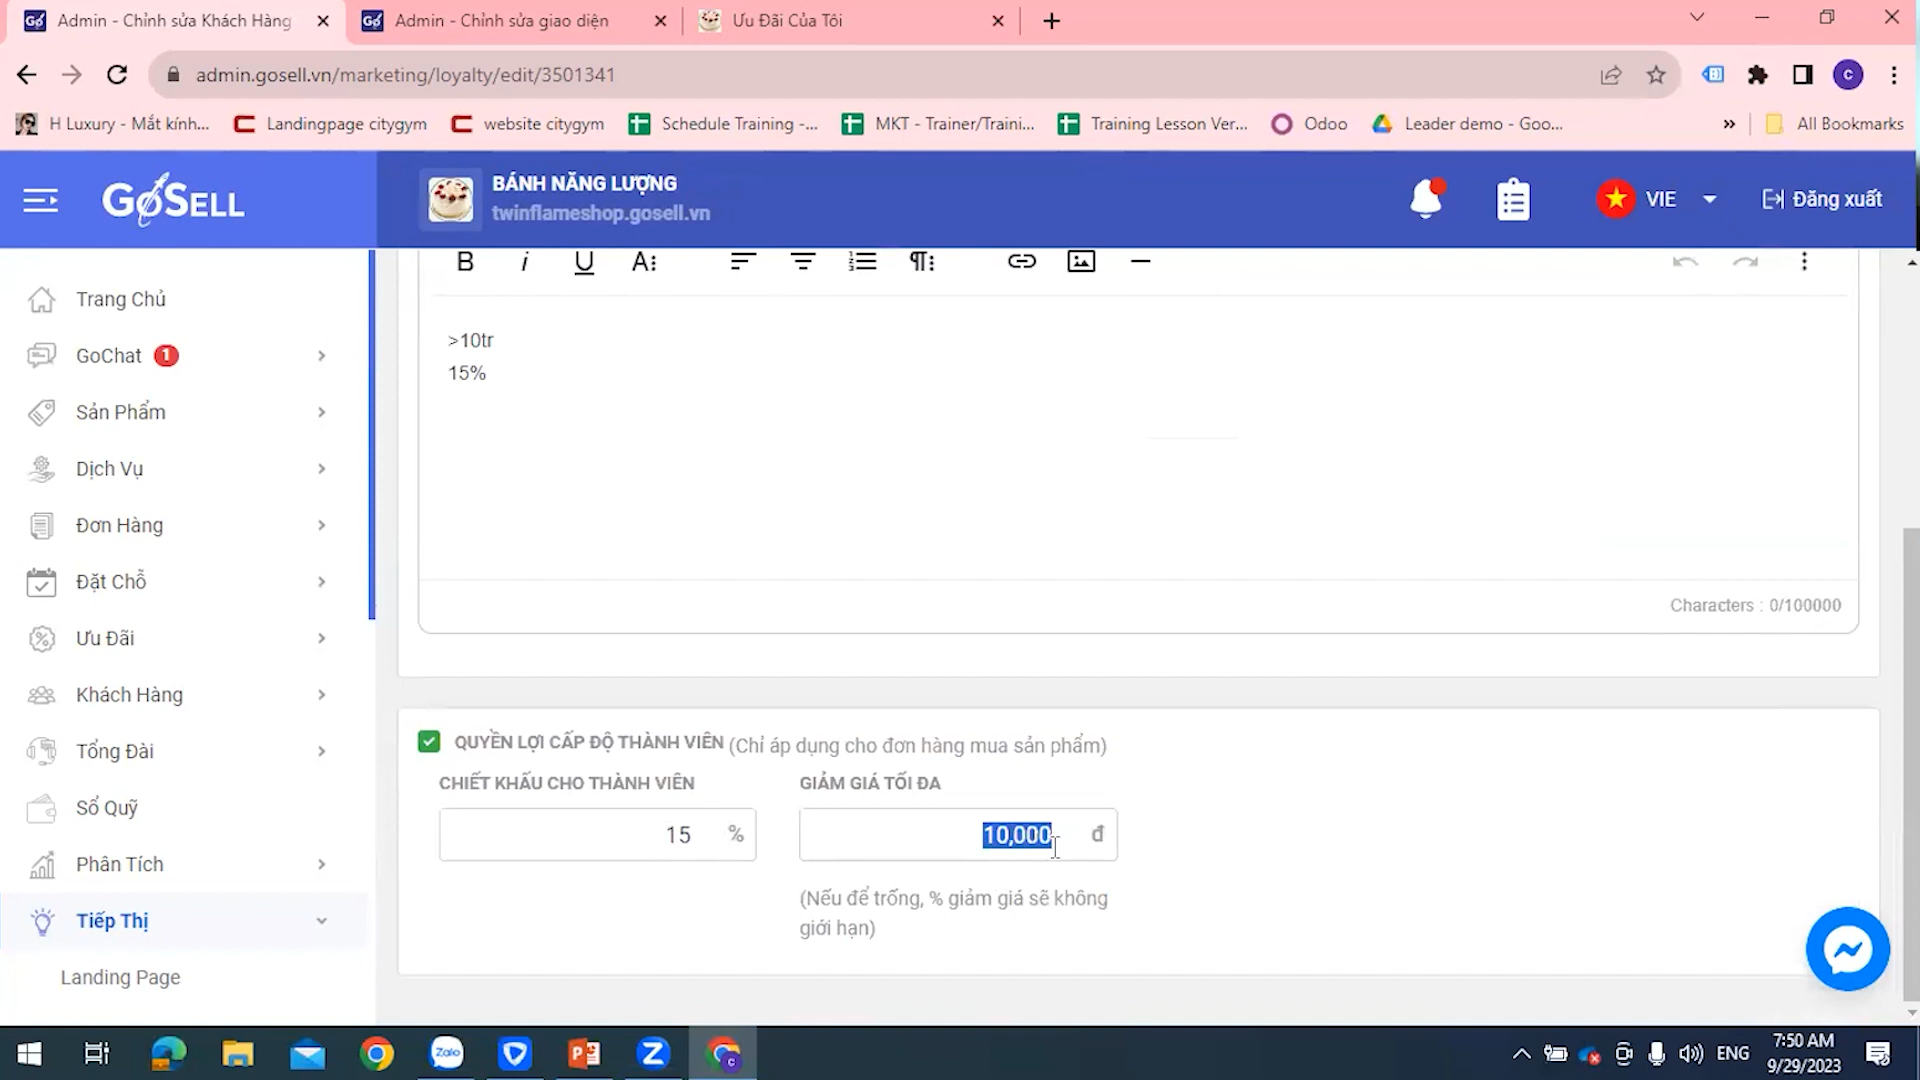 Admin - Chỉnh sửa Khách Hàng
Admin - Chỉnh sửa giao diện
Ưu Đãi Của Tôi
admin.gosell.vn/marketing/loyalty/edit/3501341
C
H Luxury - Mắt kính...
Landingpage citygym
website citygym
Schedule Training -...
MKT - Trainer/Traini...
Training Lesson Ver...
Odoo
Leader demo - Goo...
»
All Bookmarks
GOSELL
BÁNH NĂNG LƯỢNG
twinflameshop.gosell.vn
VIE
Đăng xuất
Trang Chủ
GoChat 1
Sản Phẩm
Dịch Vụ
Đơn Hàng
Đặt Chỗ
Ưu Đãi
Khách Hàng
Tổng Đài
Sổ Quỹ
Phân Tích
Tiếp Thị
Landing Page
B i U A
>10tr
15%
Characters : 0/100000
QUYỀN LỢI CẤP ĐỘ THÀNH VIÊN (Chỉ áp dụng cho đơn hàng mua sản phẩm)
CHIẾT KHẤU CHO THÀNH VIÊN
15 %
GIẢM GIÁ TỐI ĐA
10,000 đ
(Nếu để trống, % giảm giá sẽ không
giới hạn)
Zalo
ENG
7:50 AM
9/29/2023